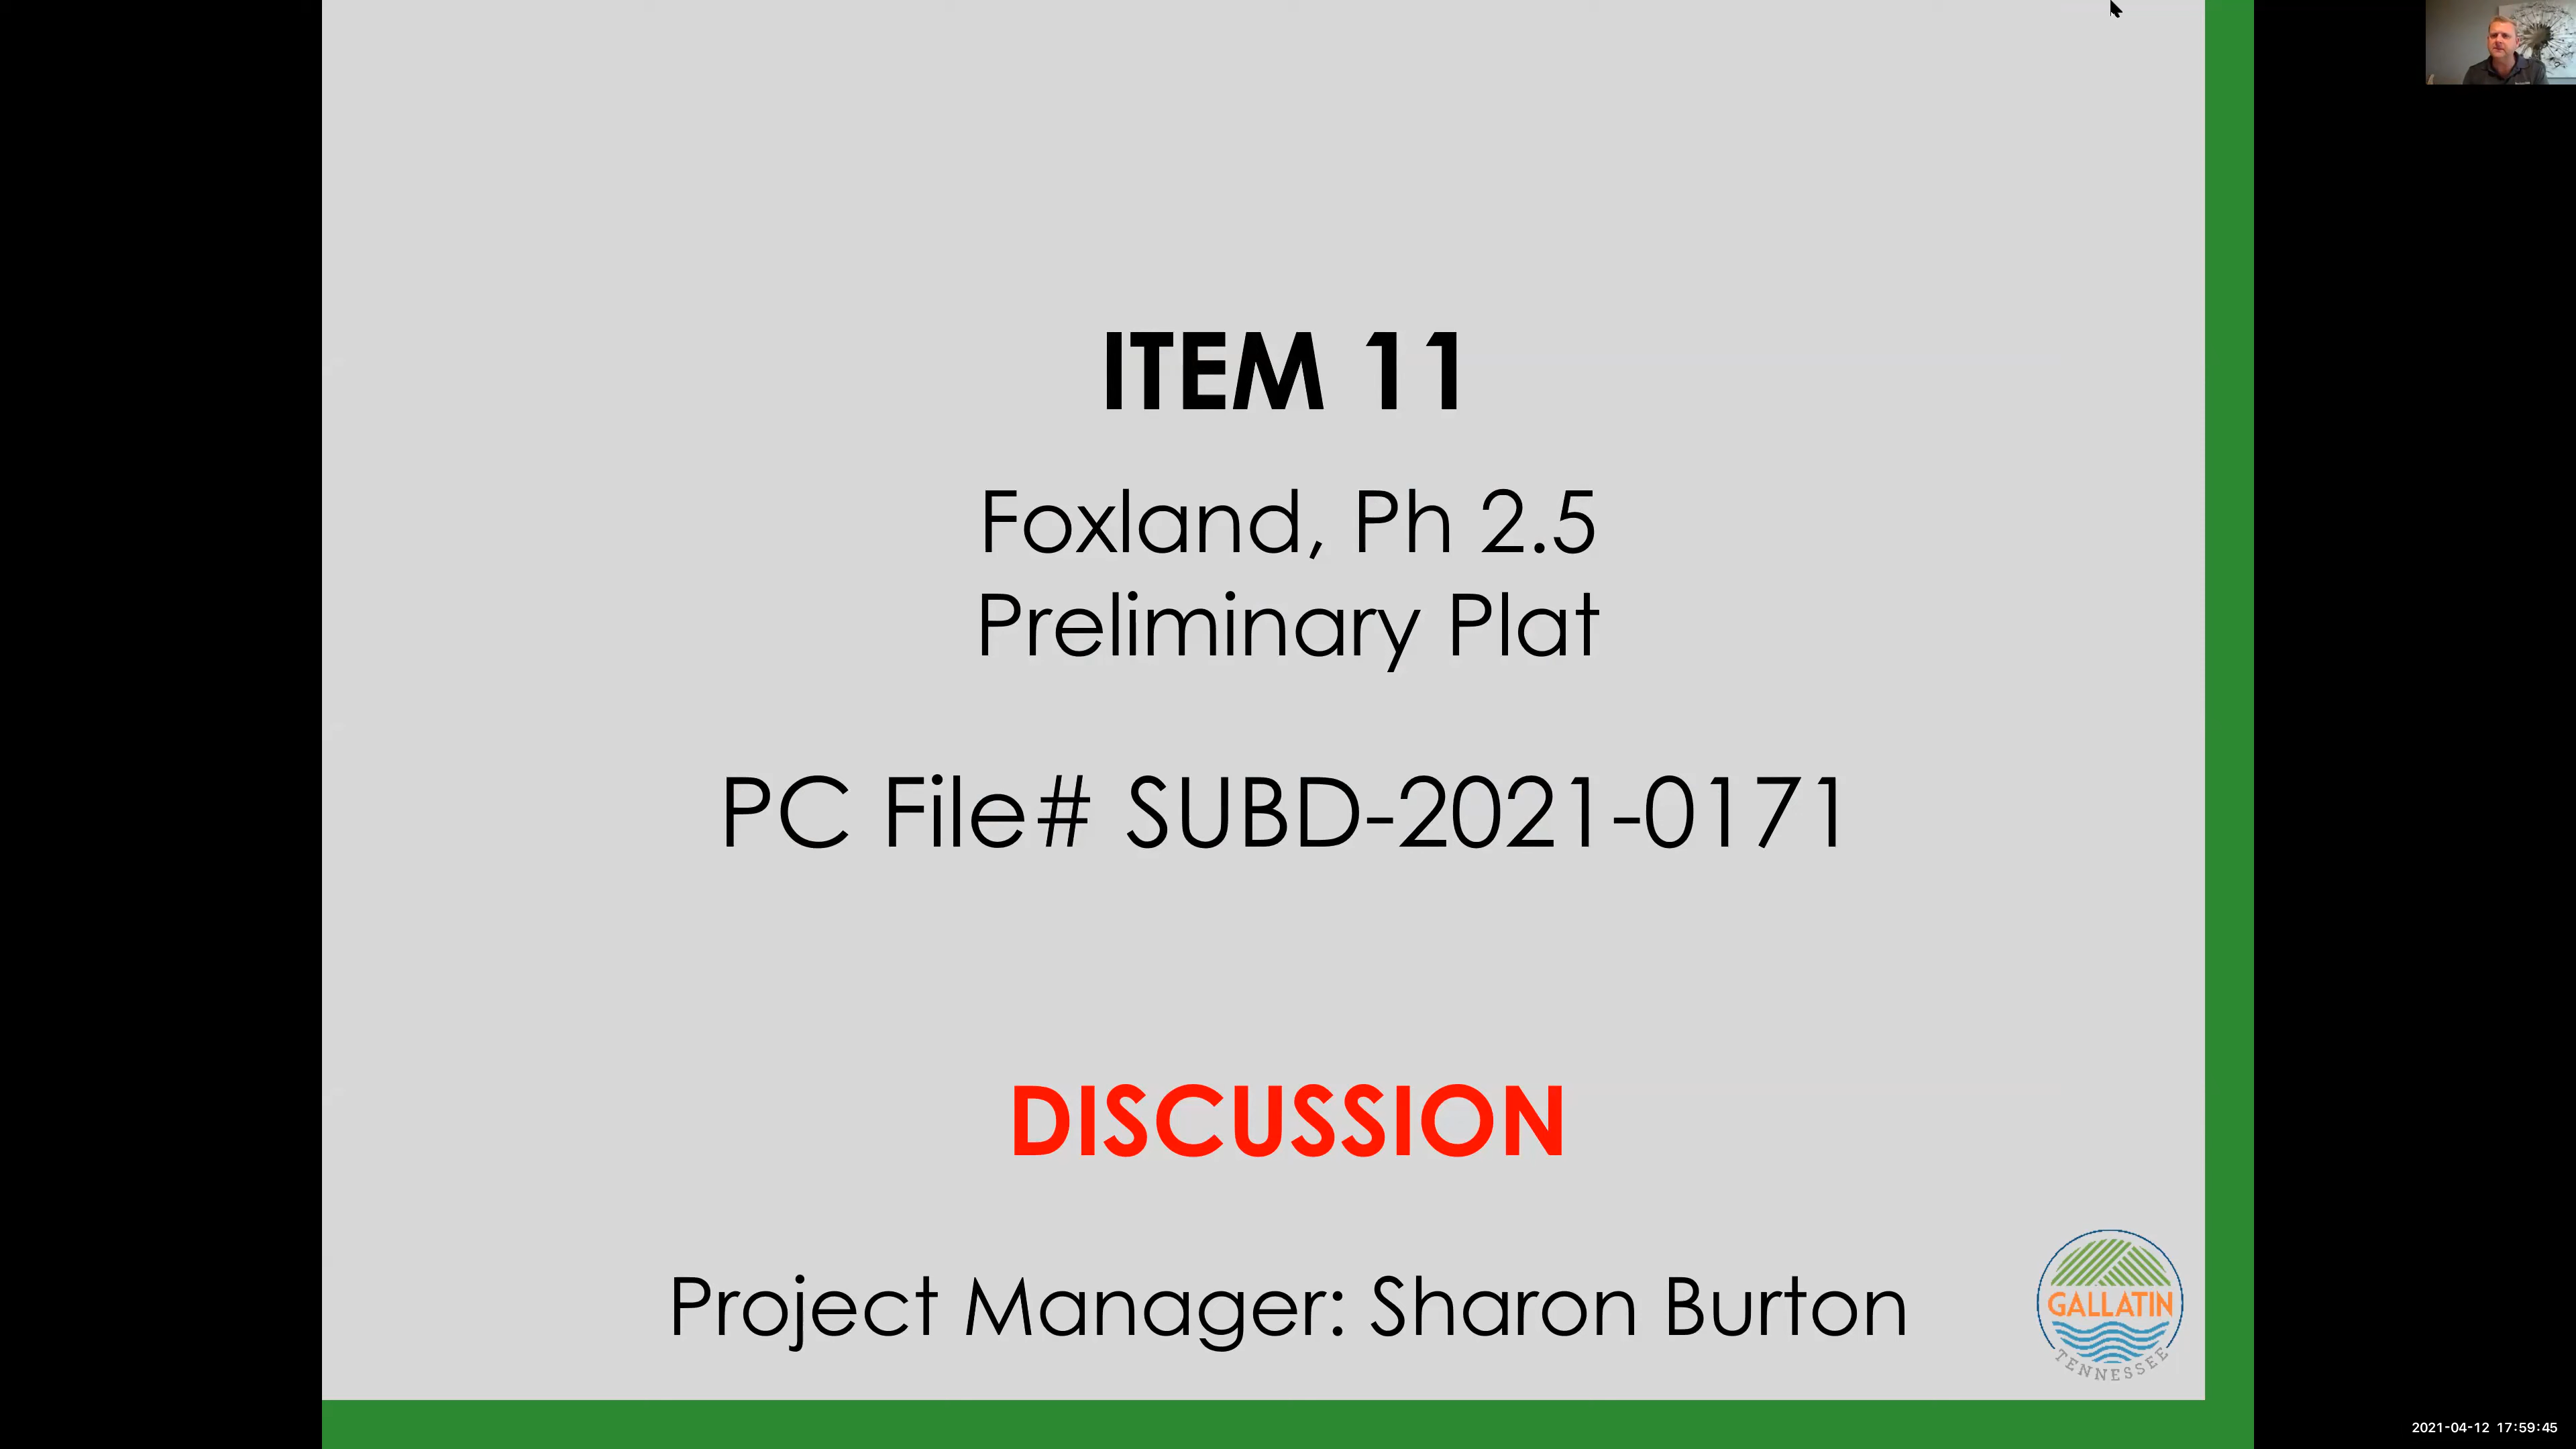 ITEM 11
Foxland, Ph 2.5
Preliminary Plat
PC File# SUBD-2021-0171
DISCUSSION
Project Manager: Sharon Burton
GALLATIN
TENNESSEE
2021-04-12 17:59:45